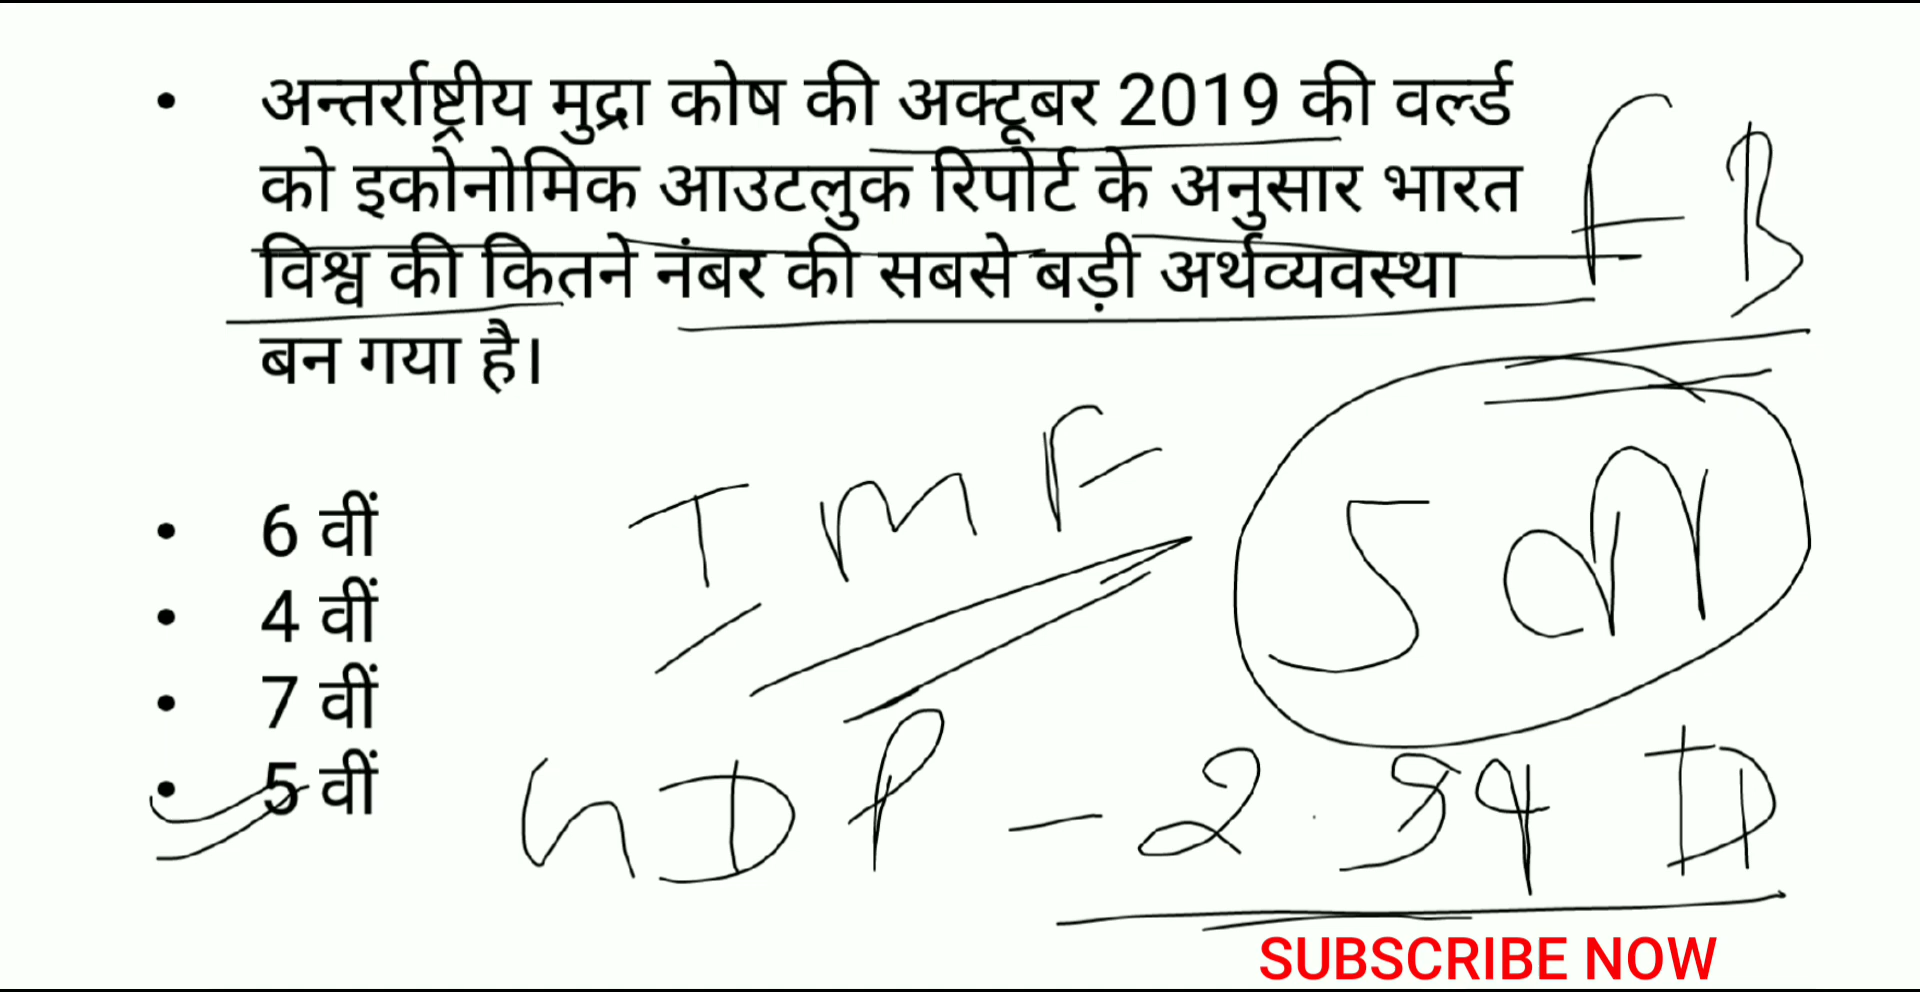 • अन्तर्राष्ट्रीय मुद्रा कोष की अक्टूबर 2019 की वर्ल्ड
को इकोनोमिक आउटलुक रिपोर्ट के अनुसार भारत
विश्व की कितने नंबर की सबसे बड़ी अर्थव्यवस्था
बन गया है।
FB
• 6 वीं
• 4 वीं
• 7 वीं
• 5 वीं
IMF
5 वीं
GDP - 2.94
SUBSCRIBE NOW